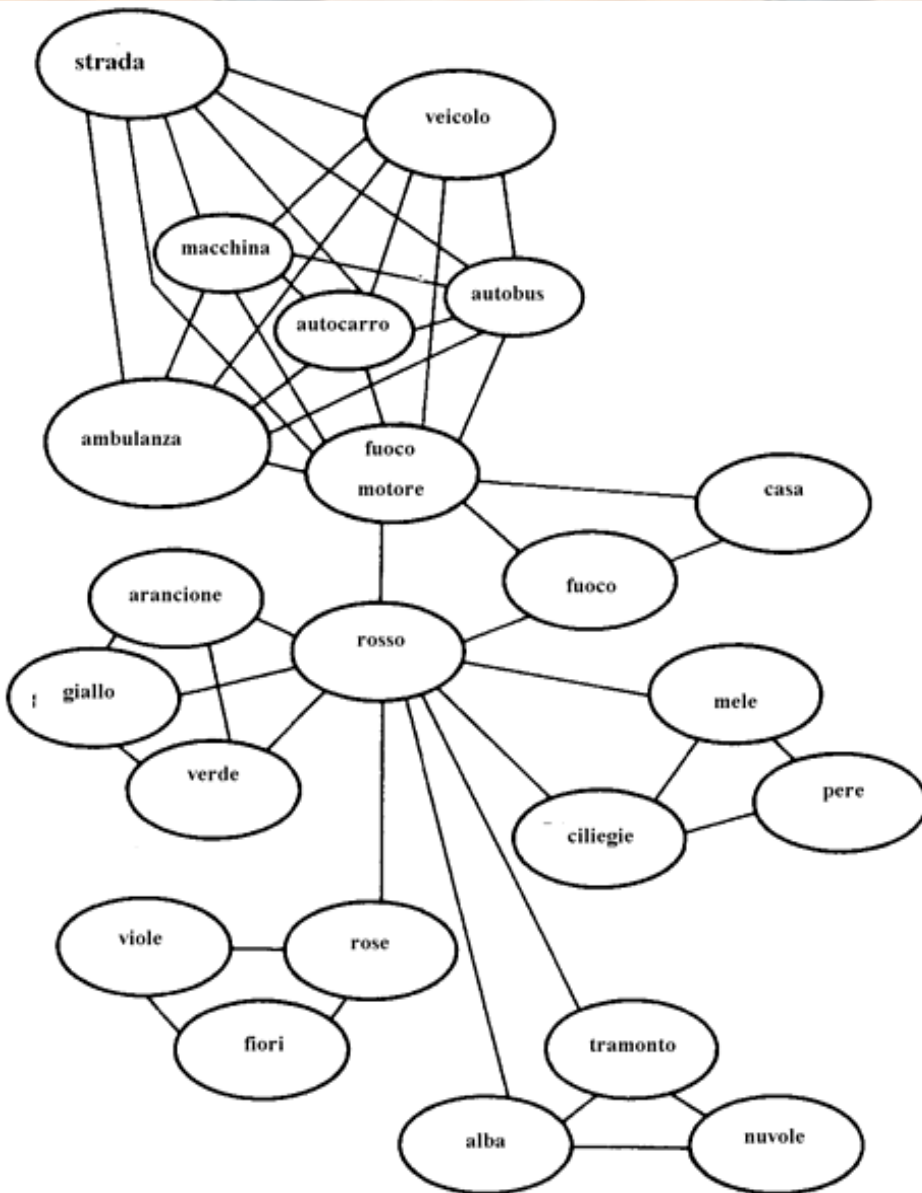 strada
veicolo
macchina
autobus
autocarro
ambulanza
fuoco
motore
casa
fuoco
arancione
rosso
giallo
mele
verde
pere
ciliegie
viole
rose
fiori
tramonto
alba
nuvole